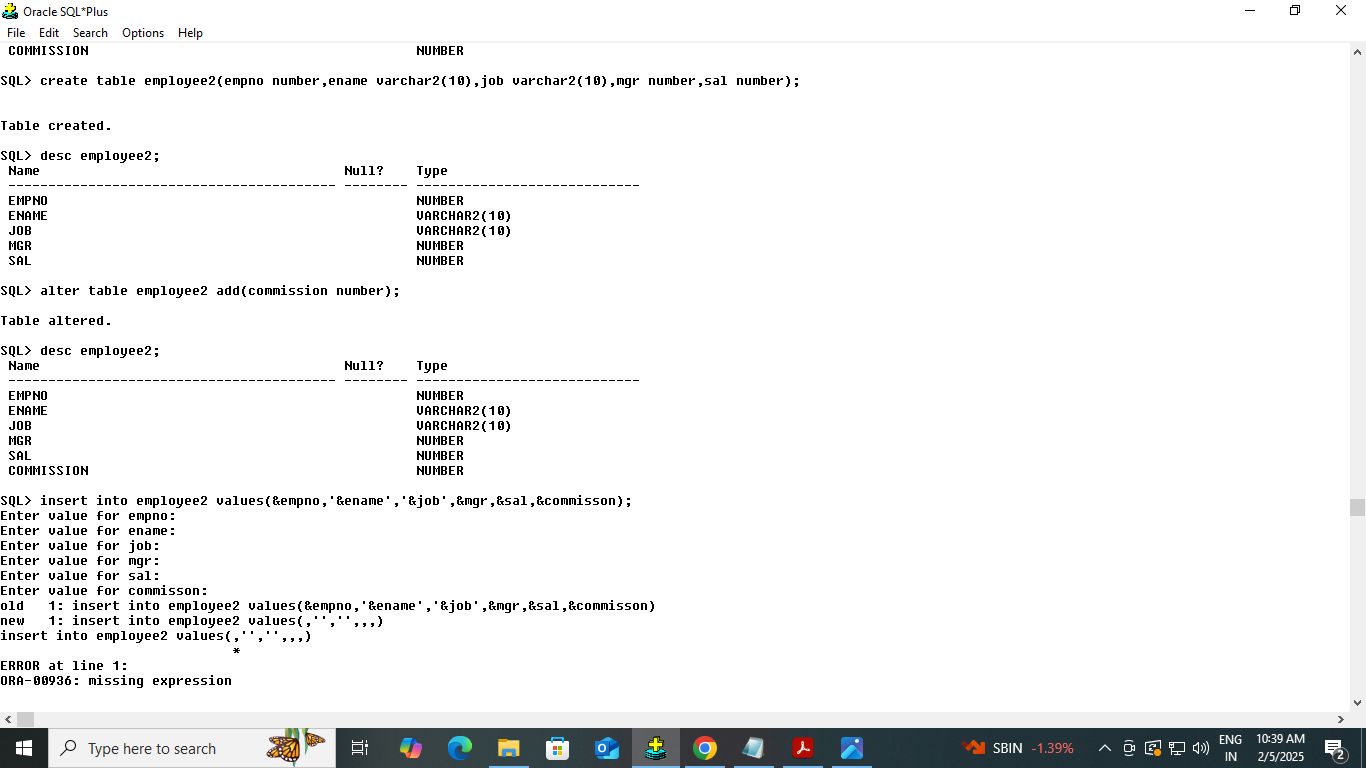 Oracle SQL*Plus
File Edit Search Options Help
COMMISSION NUMBER
SQL> create table employee2(empno number,ename varchar2(10),job varchar2(10),mgr number,sal number);
Table created.
SQL> desc employee2;
Name Null? Type
----------------------------------------- -------- ----------------------------
EMPNO NUMBER
ENAME VARCHAR2(10)
JOB VARCHAR2(10)
MGR NUMBER
SAL NUMBER
SQL> alter table employee2 add(commission number);
Table altered.
SQL> desc employee2;
Name Null? Type
----------------------------------------- -------- ----------------------------
EMPNO NUMBER
ENAME VARCHAR2(10)
JOB VARCHAR2(10)
MGR NUMBER
SAL NUMBER
COMMISSION NUMBER
SQL> insert into employee2 values(&empno,'&ename','&job',&mgr,&sal,&commisson);
Enter value for empno:
Enter value for ename:
Enter value for job:
Enter value for mgr:
Enter value for sal:
Enter value for commisson:
old 1: insert into employee2 values(&empno,'&ename','&job',&mgr,&sal,&commisson)
new 1: insert into employee2 values(,'','',,,)
insert into employee2 values(,'','',,,)
*
ERROR at line 1:
ORA-00936: missing expression
Type here to search
SBIN -1.39%
ENG
IN
10:39 AM
2/5/2025
2